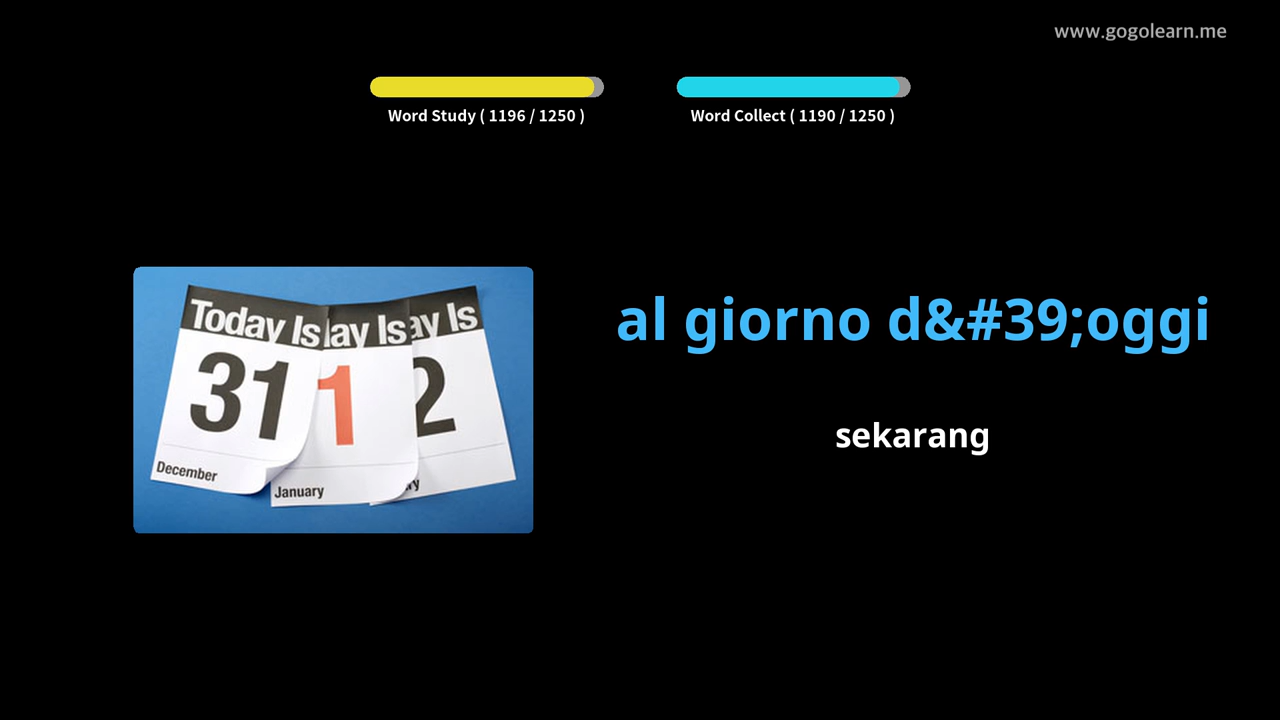 www.gogolearn.me
Word Study ( 1196 / 1250 )
Word Collect ( 1190 / 1250 )
Today Is
lay Is
ay Is
31
1
2
December
January
ry
al giorno d&#39;oggi
sekarang